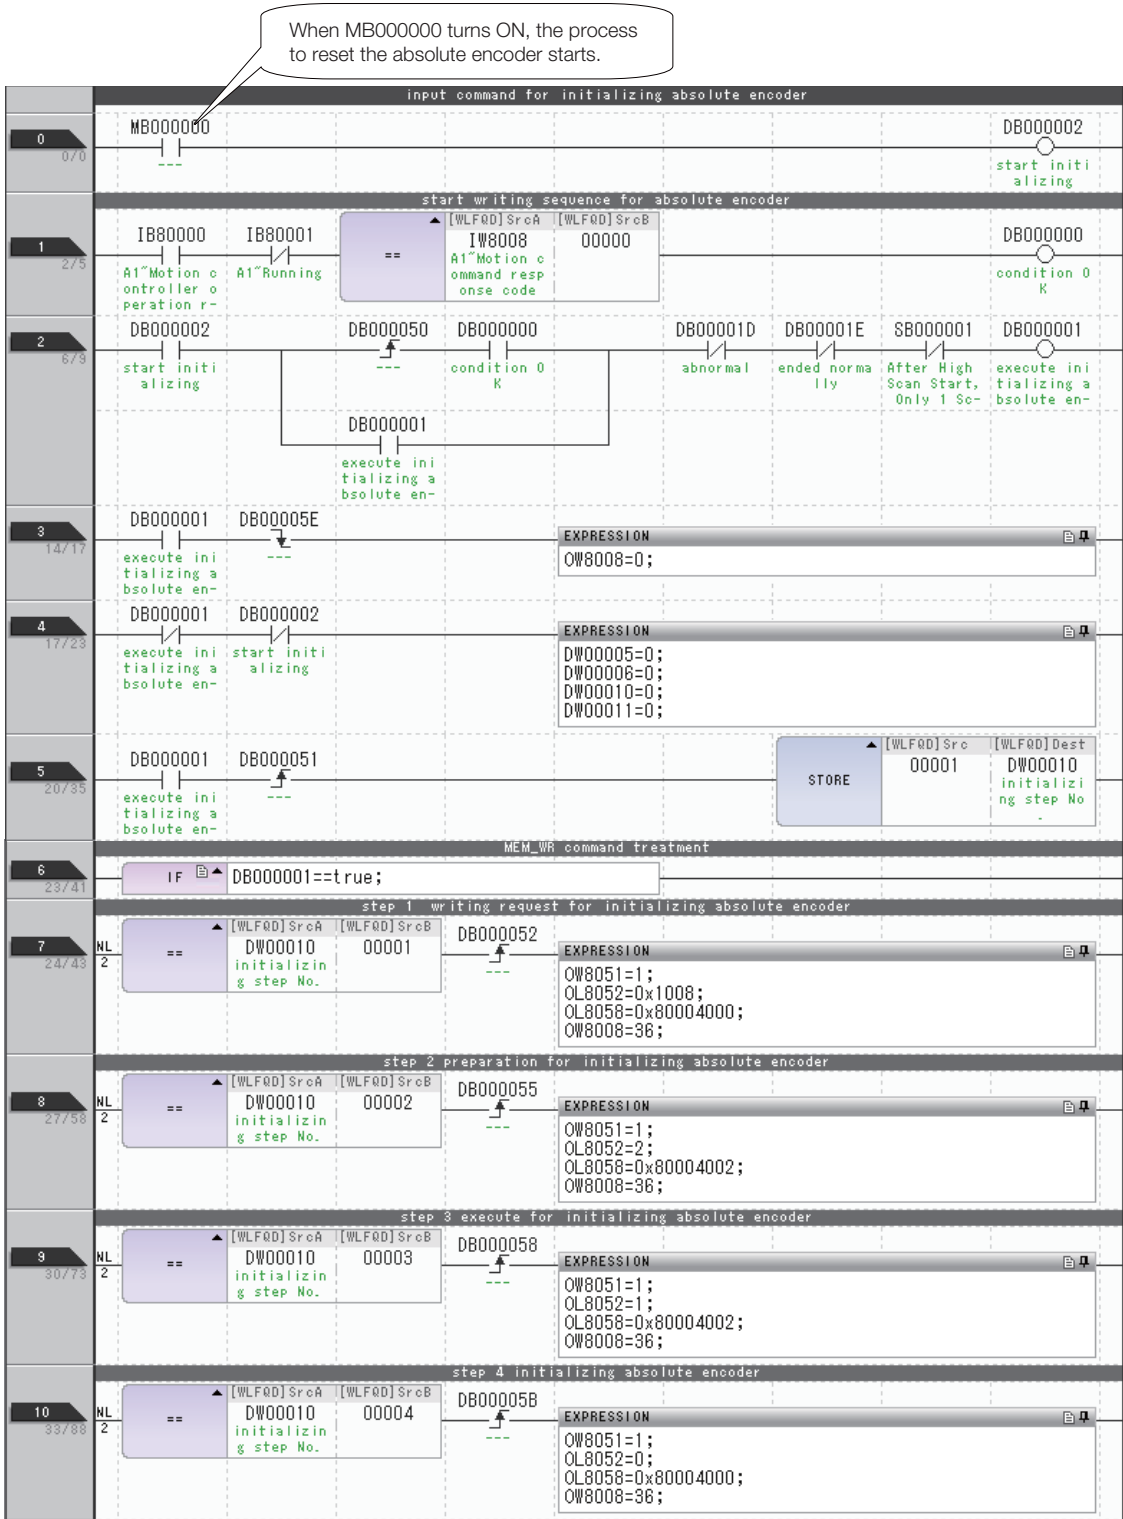 When MB000000 turns ON, the process
to reset the absolute encoder starts.
input command for initializing absolute encoder
0
0/0
MB000000
---
DB000002
start initi
alizing
start writing sequence for absolute encoder
1
2/5
IB80000
A1~Motion c
ontroller o
peration r-
IB80001
A1~Running
==
[WLFQD]SrcA
IW8008
A1~Motion c
ommand resp
onse code
[WLFQD]SrcB
00000
DB000000
condition O
K
2
6/9
DB000002
start initi
alizing
DB000050
---
DB000000
condition O
K
DB00001D
abnormal
DB00001E
ended norma
lly
SB000001
After High
Scan Start,
Only 1 Sc-
DB000001
execute ini
tializing a
bsolute en-
DB000001
execute ini
tializing a
bsolute en-
3
14/17
DB000001
execute ini
tializing a
bsolute en-
DB00005E
---
EXPRESSION
OW8008=0;
4
17/23
DB000001
execute ini
tializing a
bsolute en-
DB000002
start initi
alizing
EXPRESSION
DW00005=0;
DW00006=0;
DW00010=0;
DW00011=0;
5
20/35
DB000001
execute ini
tializing a
bsolute en-
DB000051
---
STORE
[WLFQD]Src
00001
[WLFQD]Dest
DW00010
initializi
ng step No
.
MEM_WR command treatment
6
23/41
IF
DB000001==true;
step 1 writing request for initializing absolute encoder
7
24/43
NL
2
==
[WLFQD]SrcA
DW00010
initializin
g step No.
[WLFQD]SrcB
00001
DB000052
---
EXPRESSION
OW8051=1;
OL8052=0x1008;
OL8058=0x80004000;
OW8008=36;
step 2 preparation for initializing absolute encoder
8
27/58
NL
2
==
[WLFQD]SrcA
DW00010
initializin
g step No.
[WLFQD]SrcB
00002
DB000055
---
EXPRESSION
OW8051=1;
OL8052=2;
OL8058=0x80004002;
OW8008=36;
step 3 execute for initializing absolute encoder
9
30/73
NL
2
==
[WLFQD]SrcA
DW00010
initializin
g step No.
[WLFQD]SrcB
00003
DB000058
---
EXPRESSION
OW8051=1;
OL8052=1;
OL8058=0x80004002;
OW8008=36;
step 4 initializing absolute encoder
10
33/88
NL
2
==
[WLFQD]SrcA
DW00010
initializin
g step No.
[WLFQD]SrcB
00004
DB00005B
---
EXPRESSION
OW8051=1;
OL8052=0;
OL8058=0x80004000;
OW8008=36;